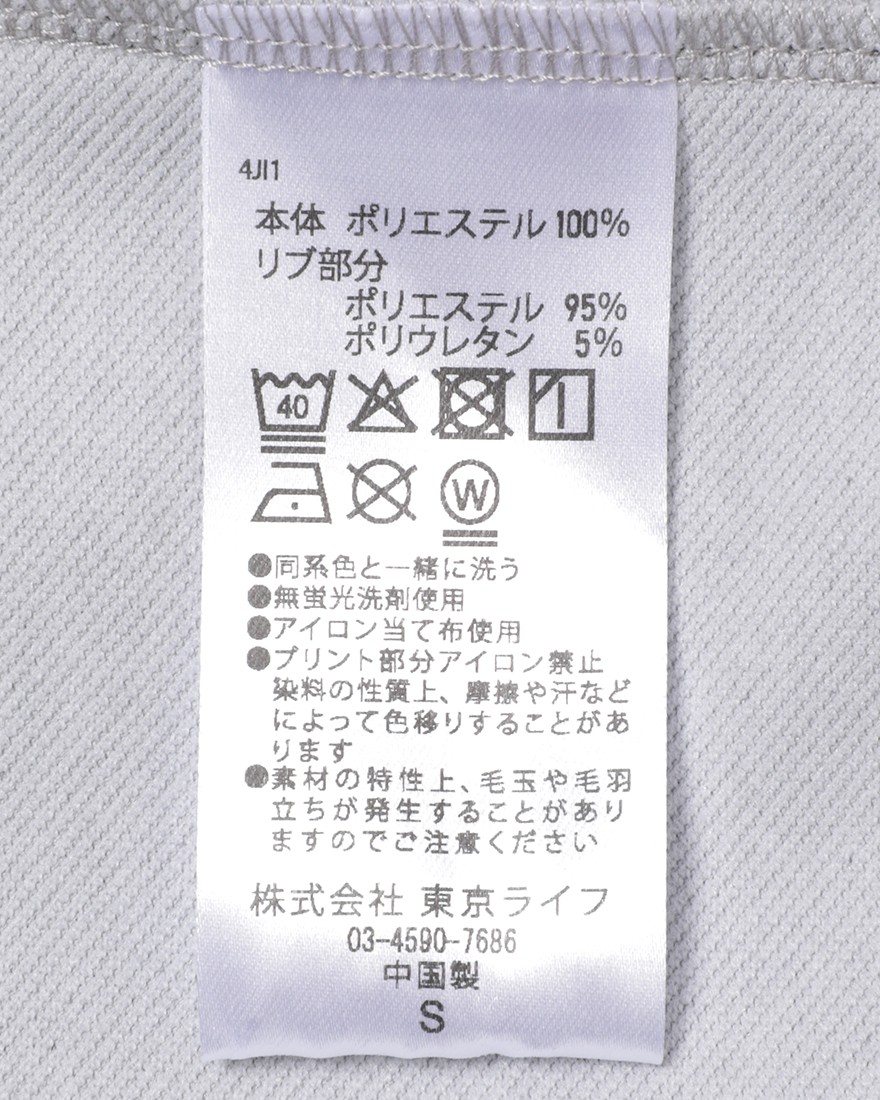 4JI1
本体 ポリエステル 100%
リブ部分
ポリエステル 95%
ポリウレタン 5%
40
W
●同系色と一緒に洗う
●無蛍光洗剤使用
●アイロン当て布使用
●プリント部分アイロン禁止
染料の性質上、摩擦や汗など
によって色移りすることがあ
ります
●素材の特性上、毛玉や毛羽
立ちが発生することがあり
ますのでご注意ください
株式会社 東京ライフ
03-4590-7686
中国製
S